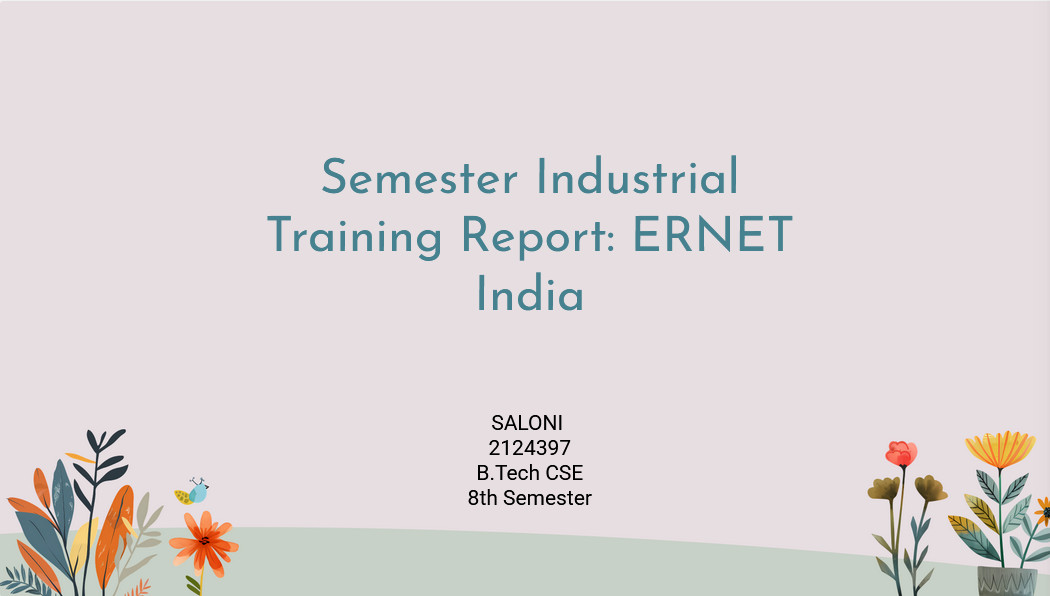 Semester Industrial
Training Report: ERNET
India
SALONI
2124397
B.Tech CSE
8th Semester